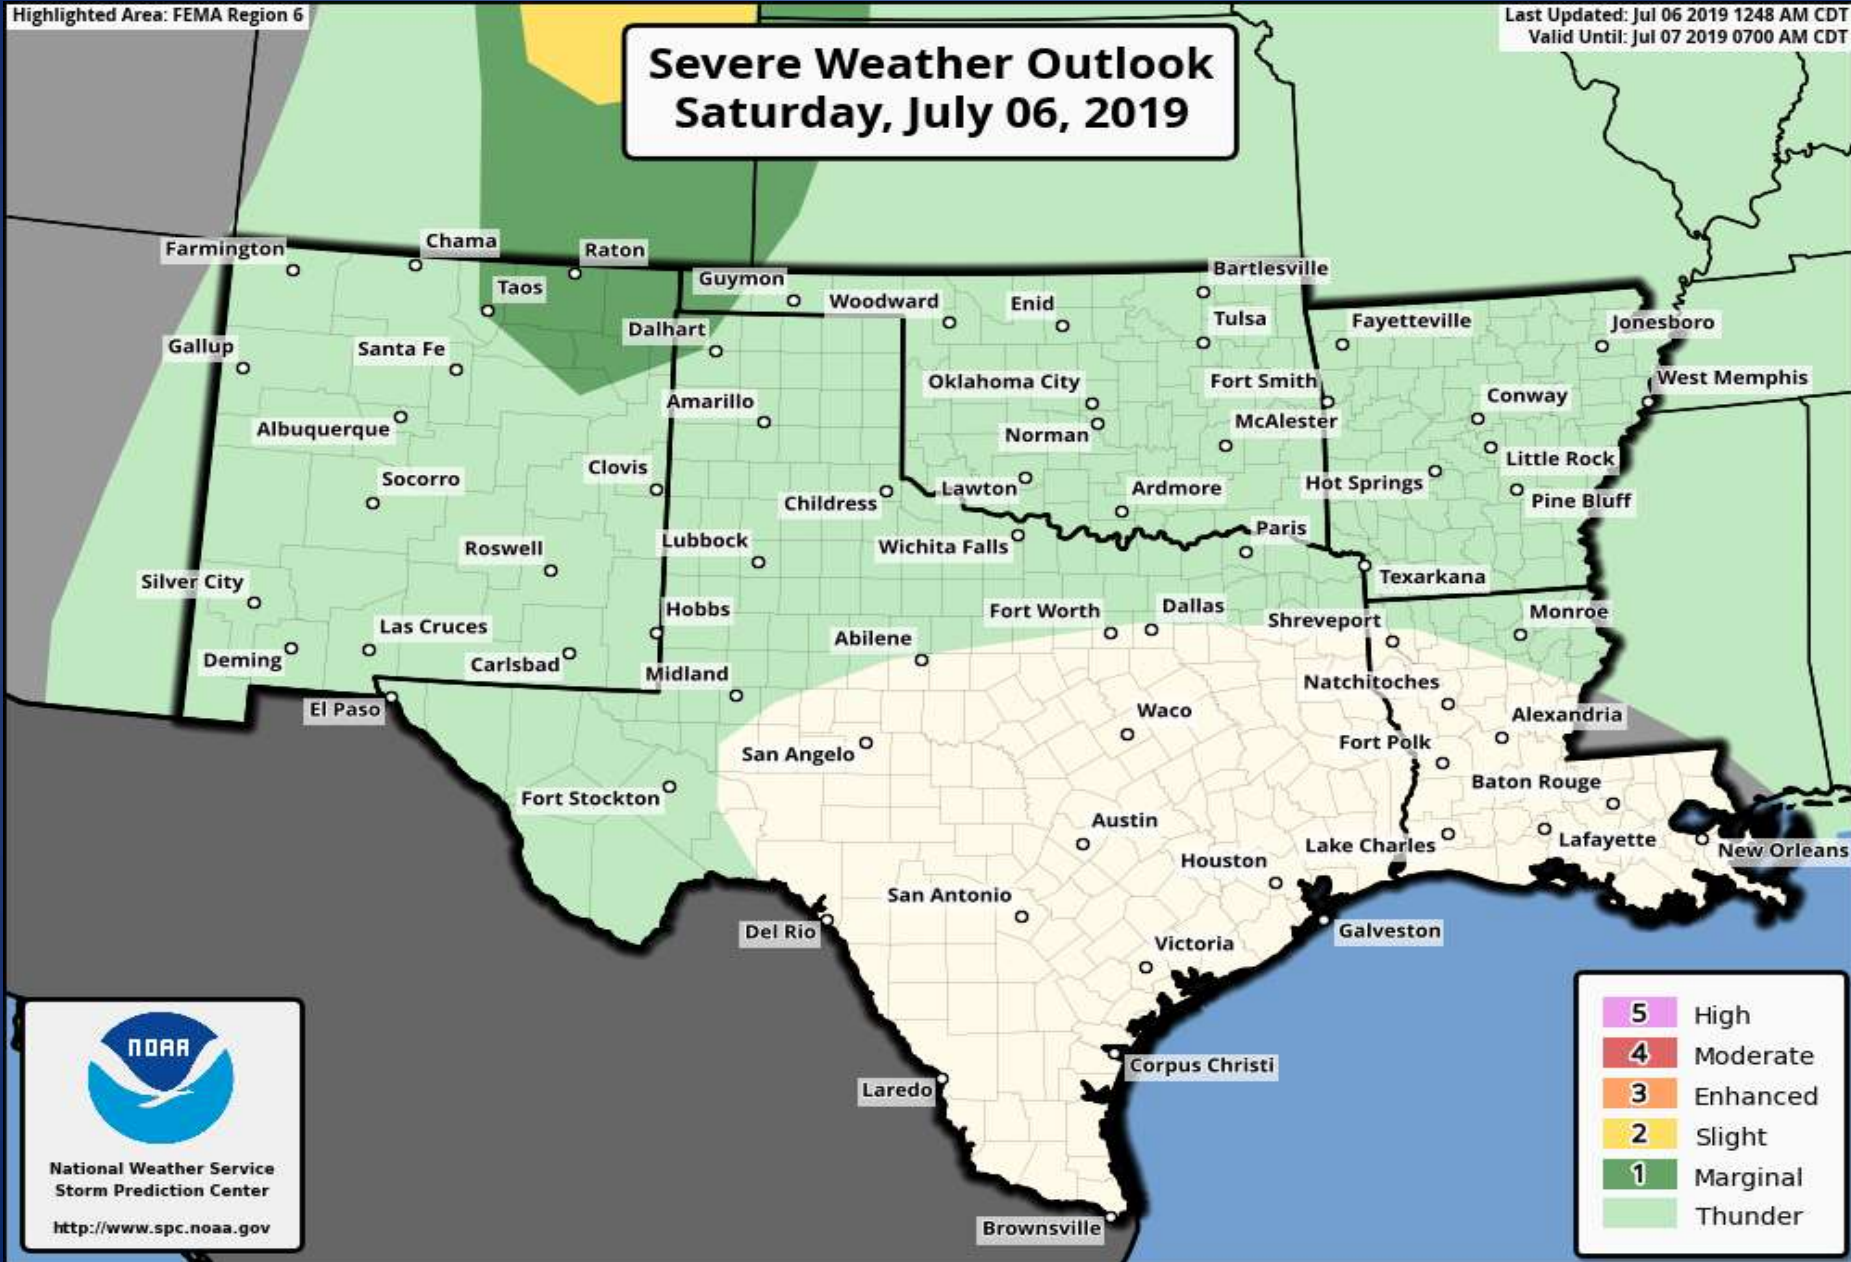 Highlighted Area: FEMA Region 6
Last Updated: Jul 06 2019 1248 AM CDT
Valid Until: Jul 07 2019 0700 AM CDT
Severe Weather Outlook
Saturday, July 06, 2019
Farmington
Chama
Raton
Taos
Guymon
Woodward
Enid
Bartlesville
Tulsa
Fayetteville
Jonesboro
Gallup
Santa Fe
Dalhart
Oklahoma City
Fort Smith
Conway
West Memphis
Albuquerque
Amarillo
Norman
McAlester
Little Rock
Socorro
Clovis
Childress
Lawton
Ardmore
Hot Springs
Pine Bluff
Roswell
Lubbock
Wichita Falls
Paris
Texarkana
Silver City
Las Cruces
Hobbs
Abilene
Fort Worth
Dallas
Shreveport
Monroe
Deming
Carlsbad
Midland
El Paso
Natchitoches
Waco
Alexandria
San Angelo
Fort Polk
Fort Stockton
Baton Rouge
Austin
Houston
Lake Charles
Lafayette
New Orleans
San Antonio
Del Rio
Victoria
Galveston
Laredo
Corpus Christi
Brownsville
NOAA
National Weather Service
Storm Prediction Center
http://www.spc.noaa.gov
5 High
4 Moderate
3 Enhanced
2 Slight
1 Marginal
Thunder